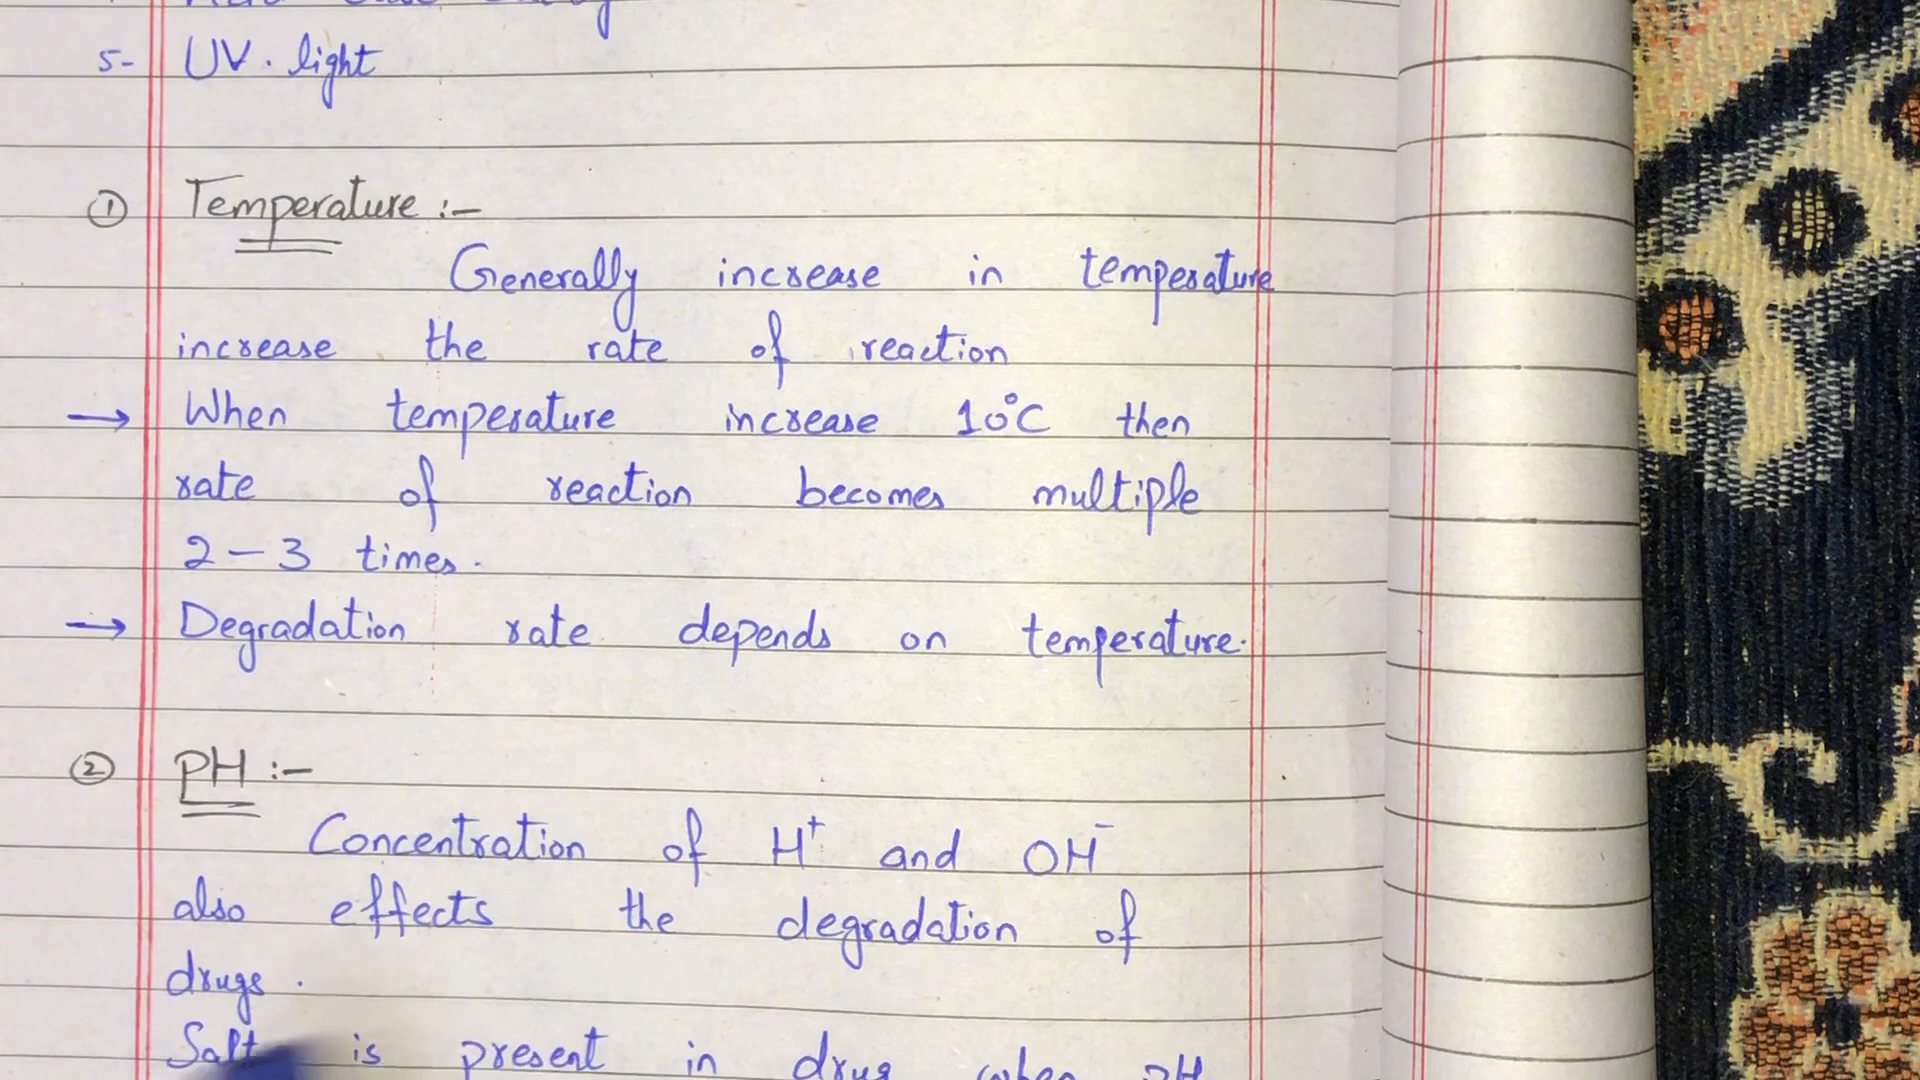 5- UV. light
① Temperature :-
Generally increase in temperature
increase the rate of reaction
→ When temperature increase 10°C then
rate of reaction becomes multiple
2-3 times.
→ Degradation rate depends on temperature.
② PH :-
Concentration of H⁺ and OH⁻
also effects the degradation of
drugs.
Salt is present in drug when pH